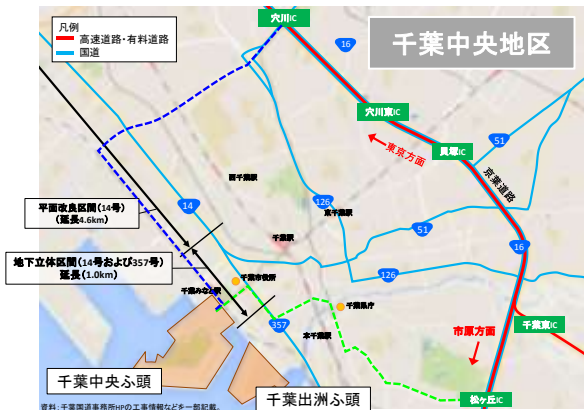 凡例
高速道路・有料道路
国道
千葉中央地区
穴川IC
16
穴川東IC
東京方面
貝塚IC
51
京葉道路
西千葉駅
126
東千葉駅
14
平面改良区間(14号)
(延長4.6km)
千葉駅
51
16
地下立体区間(14号および357号)
延長(1.0km)
126
千葉市役所
千葉みなと駅
千葉県庁
357
本千葉駅
千葉東IC
市原方面
千葉中央ふ頭
千葉出洲ふ頭
松ヶ丘IC
資料:千葉国道事務所HPの工事情報などを一部記載。